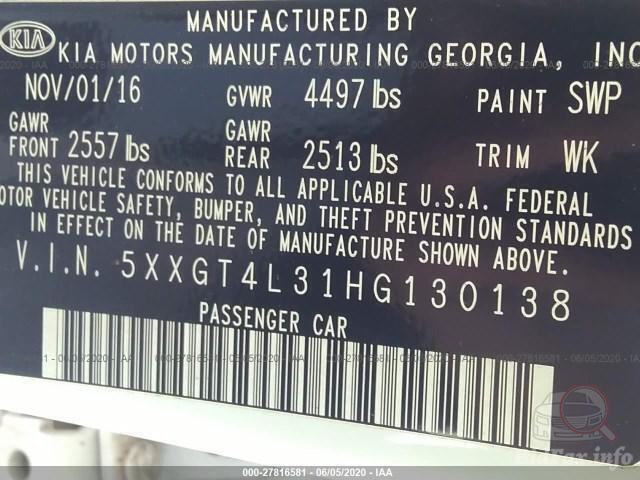 MANUFACTURED BY
KIA KIA MOTORS MANUFACTURING GEORGIA, INC
NOV/01/16 GVWR 4497 lbs PAINT SWP
GAWR FRONT 2557 lbs GAWR REAR 2513 lbs TRIM WK
THIS VEHICLE CONFORMS TO ALL APPLICABLE U.S.A. FEDERAL
OTOR VEHICLE SAFETY, BUMPER, AND THEFT PREVENTION STANDARDS
IN EFFECT ON THE DATE OF MANUFACTURE SHOWN ABOVE.
V.I.N. 5XXGT4L31HG130138
PASSENGER CAR
000-27816581 - 06/05/2020 - IAA